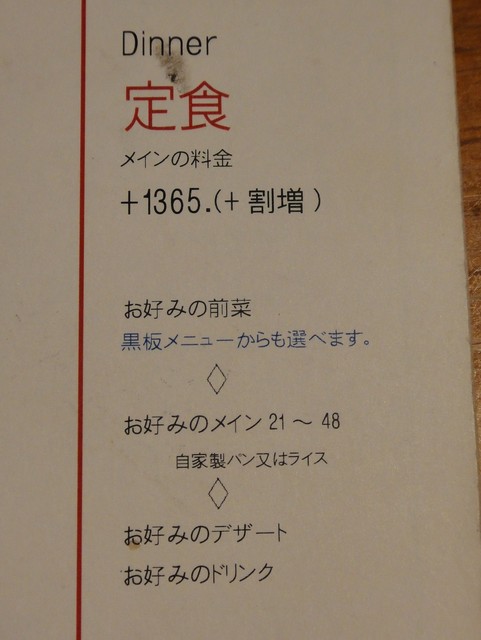 Dinner
定食
メインの料金
+1365.(+ 割増 )
お好みの前菜
黒板メニューからも選べます。
お好みのメイン 21 ～ 48
自家製パン又はライス
お好みのデザート
お好みのドリンク